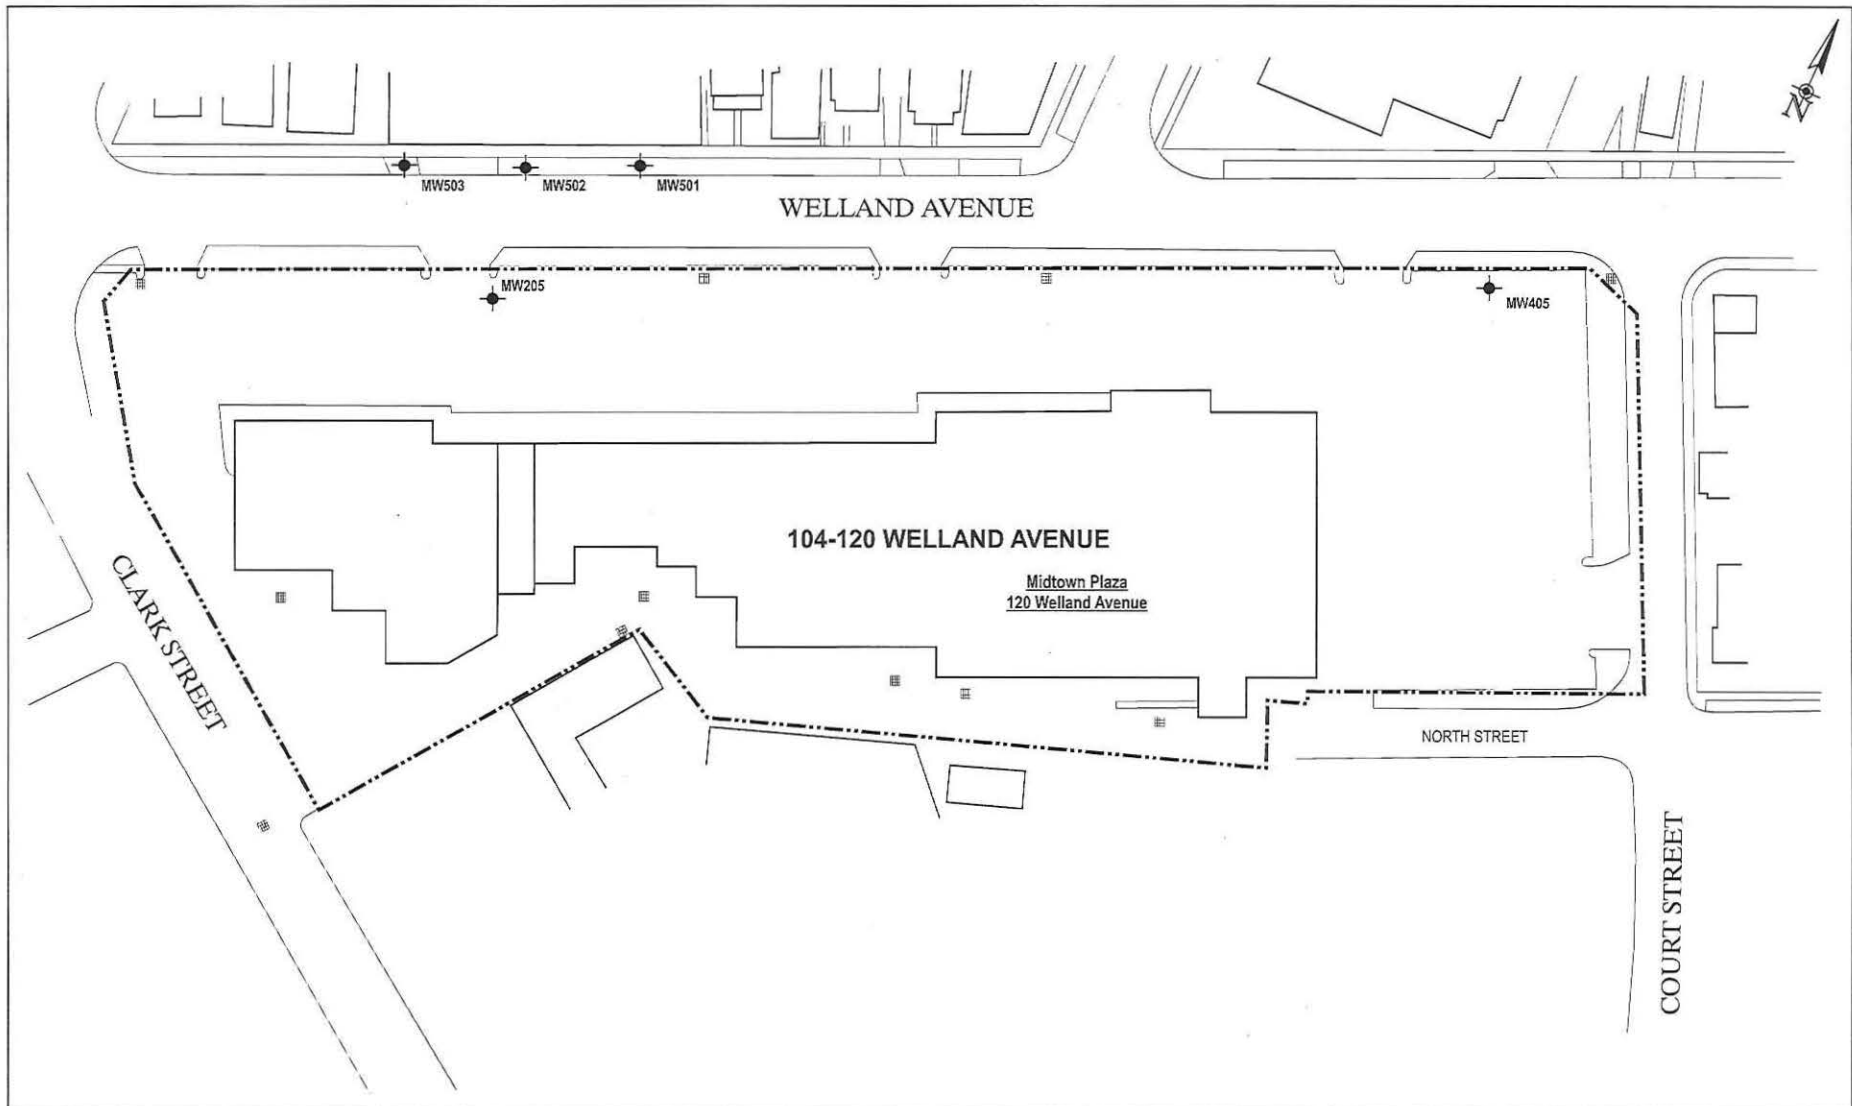 N
MW503
MW502
MW501
WELLAND AVENUE
MW205
MW405
104-120 WELLAND AVENUE
Midtown Plaza
120 Welland Avenue
CLARK STREET
NORTH STREET
COURT STREET